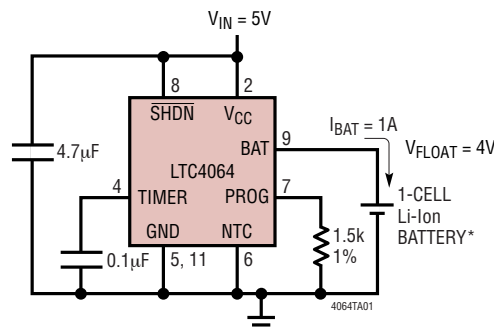 VIN = 5V
8
2
SHDN
VCC
9
IBAT = 1A
VFLOAT = 4V
BAT
4.7µF
LTC4064
4
TIMER
PROG
7
1-CELL
Li-Ion
BATTERY*
GND
NTC
1.5k
1%
0.1µF
5, 11
6
4064TA01